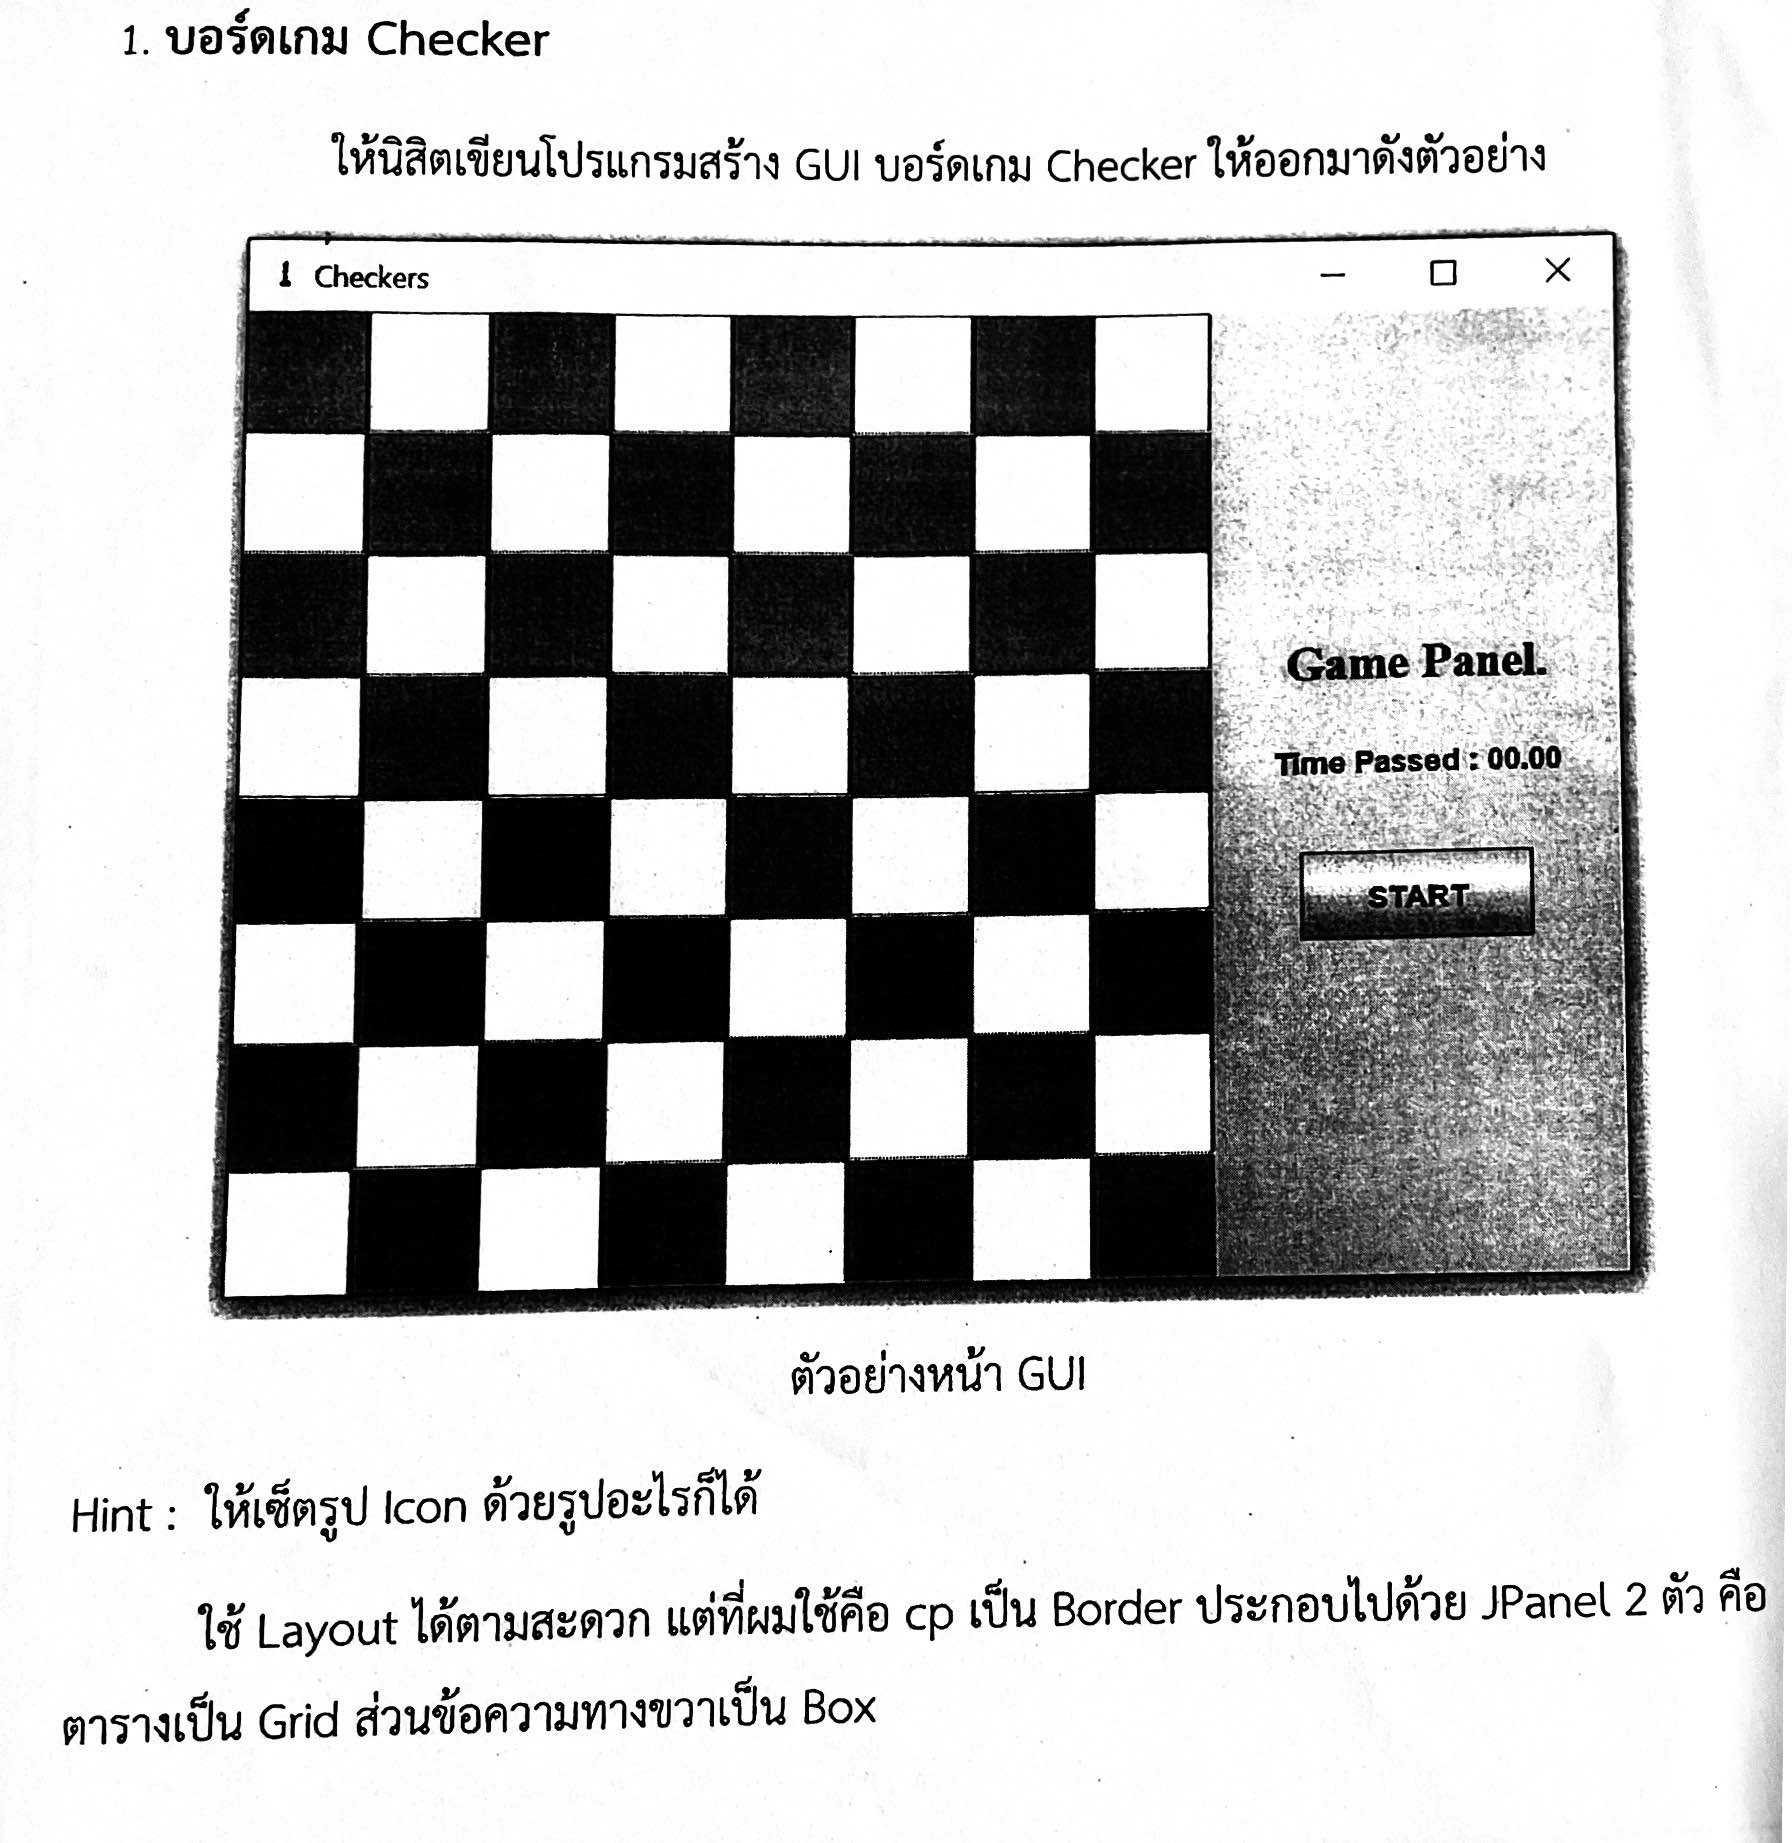 1. บอร์ดเกม Checker
ให้นิสิตเขียนโปรแกรมสร้าง GUI บอร์ดเกม Checker ให้ออกมาดังตัวอย่าง
Checkers
Game Panel.
Time Passed : 00.00
START
ตัวอย่างหน้า GUI
Hint : ให้เซ็ตรูป Icon ด้วยรูปอะไรก็ได้
ใช้ Layout ได้ตามสะดวก แต่ที่ผมใช้คือ cp เป็น Border ประกอบไปด้วย JPanel 2 ตัว คือ
ตารางเป็น Grid ส่วนข้อความทางขวาเป็น Box